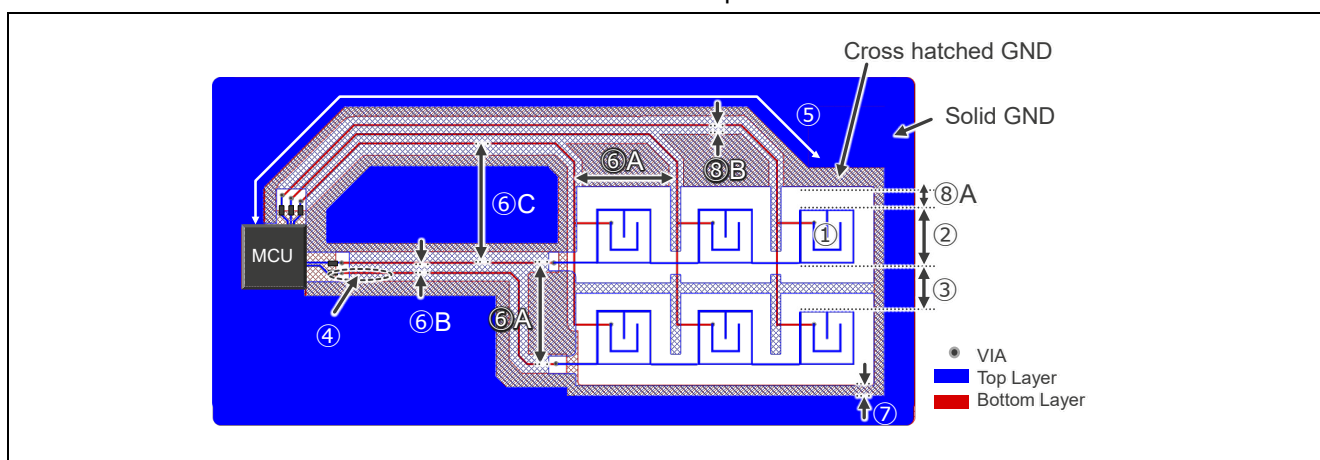 Cross hatched GND
Solid GND
⑤
⑥A
⑧B
⑧A
⑥C
①
②
MCU
③
④
⑥B
⑥A
⑦
VIA
Top Layer
Bottom Layer